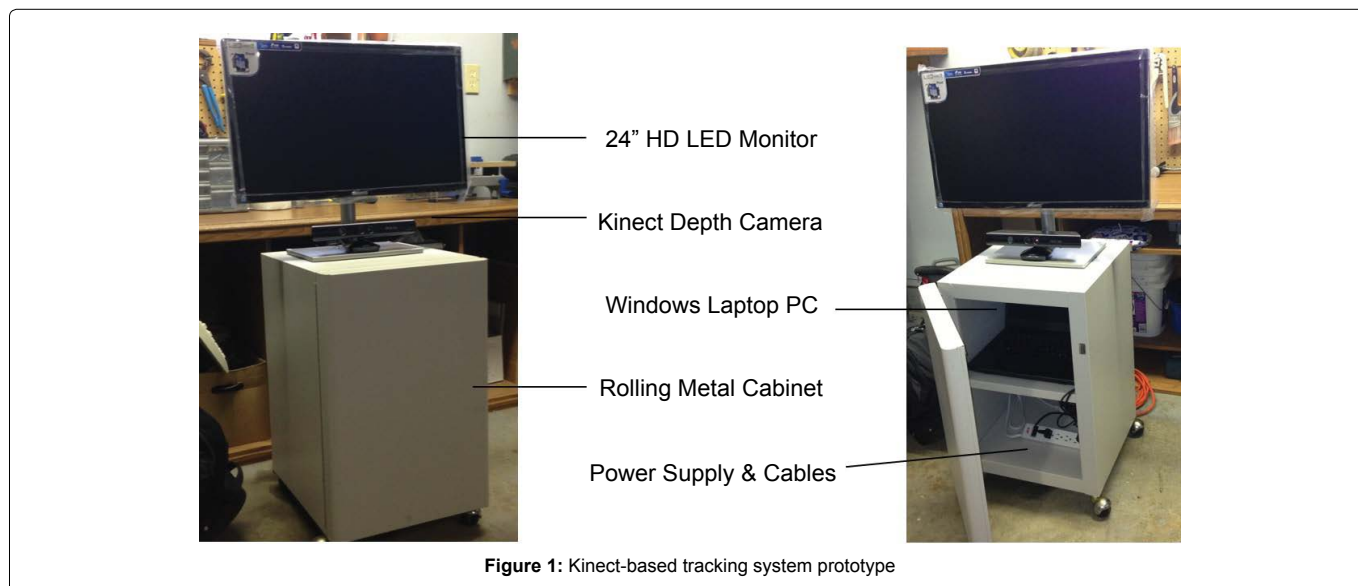 24” HD LED Monitor
Kinect Depth Camera
Windows Laptop PC
Rolling Metal Cabinet
Power Supply & Cables
Figure 1: Kinect-based tracking system prototype